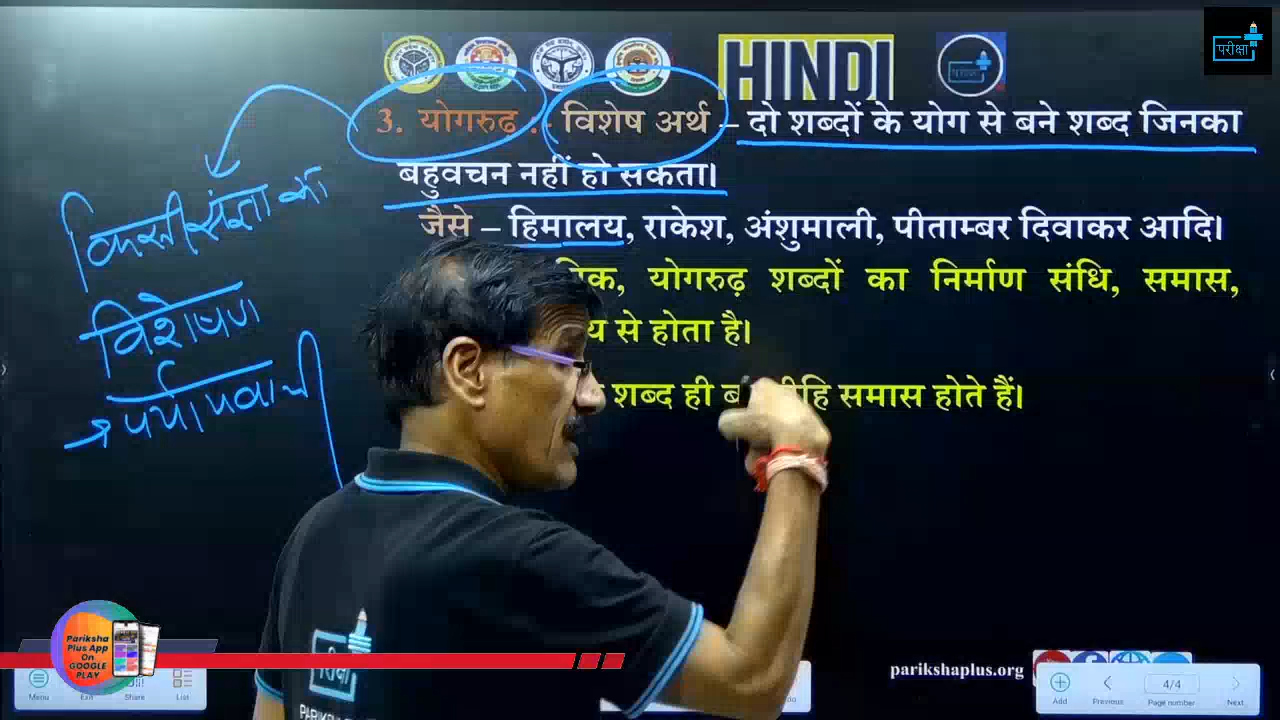 HINDI
परीक्षा
3. योगरुढ :- विशेष अर्थ – दो शब्दों के योग से बने शब्द जिनका
बहुवचन नहीं हो सकता।
जैसे – हिमालय, राकेश, अंशुमाली, पीताम्बर दिवाकर आदि।
योगरुढ़ शब्दों का निर्माण संधि, समास,
से होता है।
शब्द ही समास होते हैं।
किसी संज्ञा का
विशेषण
पर्यायवाची
परीक्षा
Pariksha
Plus App
On
GOOGLE
PLAY
parikshaplus.org
Menu
Exit
Share
List
Add
Previous
4/4
Page number
Next